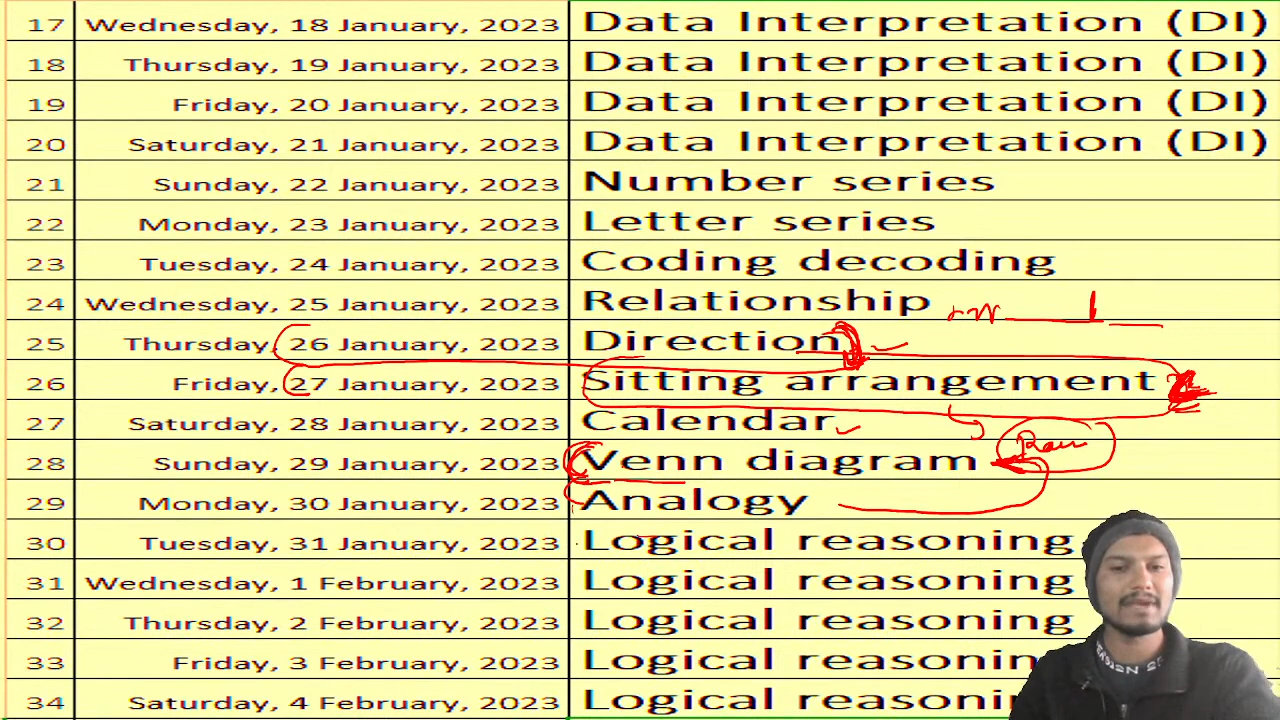 17 Wednesday, 18 January, 2023 Data Interpretation (DI)
18 Thursday, 19 January, 2023 Data Interpretation (DI)
19 Friday, 20 January, 2023 Data Interpretation (DI)
20 Saturday, 21 January, 2023 Data Interpretation (DI)
21 Sunday, 22 January, 2023 Number series
22 Monday, 23 January, 2023 Letter series
23 Tuesday, 24 January, 2023 Coding decoding
24 Wednesday, 25 January, 2023 Relationship
25 Thursday, 26 January, 2023 Direction
26 Friday, 27 January, 2023 Sitting arrangement
27 Saturday, 28 January, 2023 Calendar
28 Sunday, 29 January, 2023 Venn diagram
29 Monday, 30 January, 2023 Analogy
30 Tuesday, 31 January, 2023 Logical reasoning
31 Wednesday, 1 February, 2023 Logical reasoning
32 Thursday, 2 February, 2023 Logical reasoning
33 Friday, 3 February, 2023 Logical
34 Saturday, 4 February, 2023 Logical